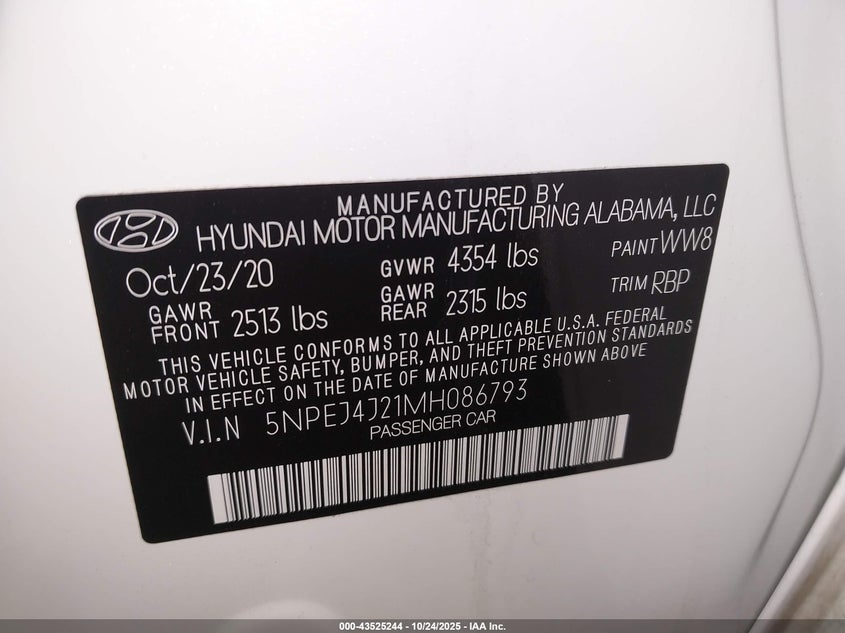 MANUFACTURED BY
HYUNDAI MOTOR MANUFACTURING ALABAMA, LLC
Oct/23/20 GVWR 4354 lbs PAINT WW8
GAWR FRONT 2513 lbs GAWR REAR 2315 lbs TRIM RBP
THIS VEHICLE CONFORMS TO ALL APPLICABLE U.S.A. FEDERAL
MOTOR VEHICLE SAFETY, BUMPER, AND THEFT PREVENTION STANDARDS
IN EFFECT ON THE DATE OF MANUFACTURE SHOWN ABOVE
V.I.N 5NPEJ4J21MH086793
PASSENGER CAR
000-43525244 - 10/24/2025 - IAA Inc.